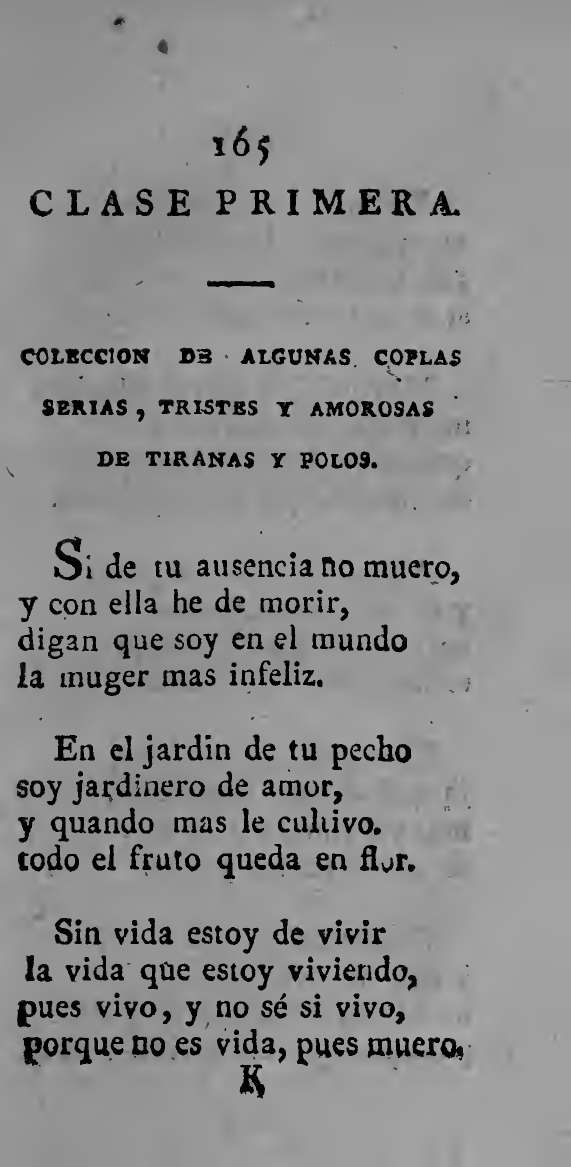 165
CLASE PRIMERA.
COLECCION DE ALGUNAS COPLAS
SERIAS, TRISTES Y AMOROSAS
DE TIRANAS Y POLOS.
Si de tu ausencia no muero,
y con ella he de morir,
digan que soy en el mundo
la muger mas infeliz.
En el jardin de tu pecho
soy jardinero de amor,
y quando mas le cultivo.
todo el fruto queda en flor.
Sin vida estoy de vivir
la vida que estoy viviendo,
pues vivo, y no sé si vivo,
porque no es vida, pues muero,
K